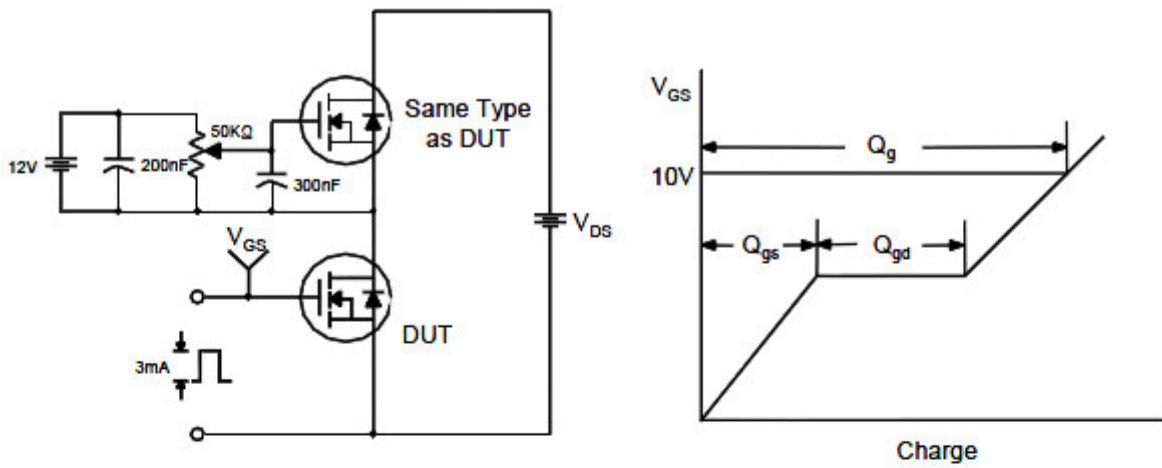 Same Type
as DUT
50KΩ
12V
200nF
300nF
V_GS
V_DS
DUT
3mA
V_GS
Q_g
10V
Q_gs
Q_gd
Charge